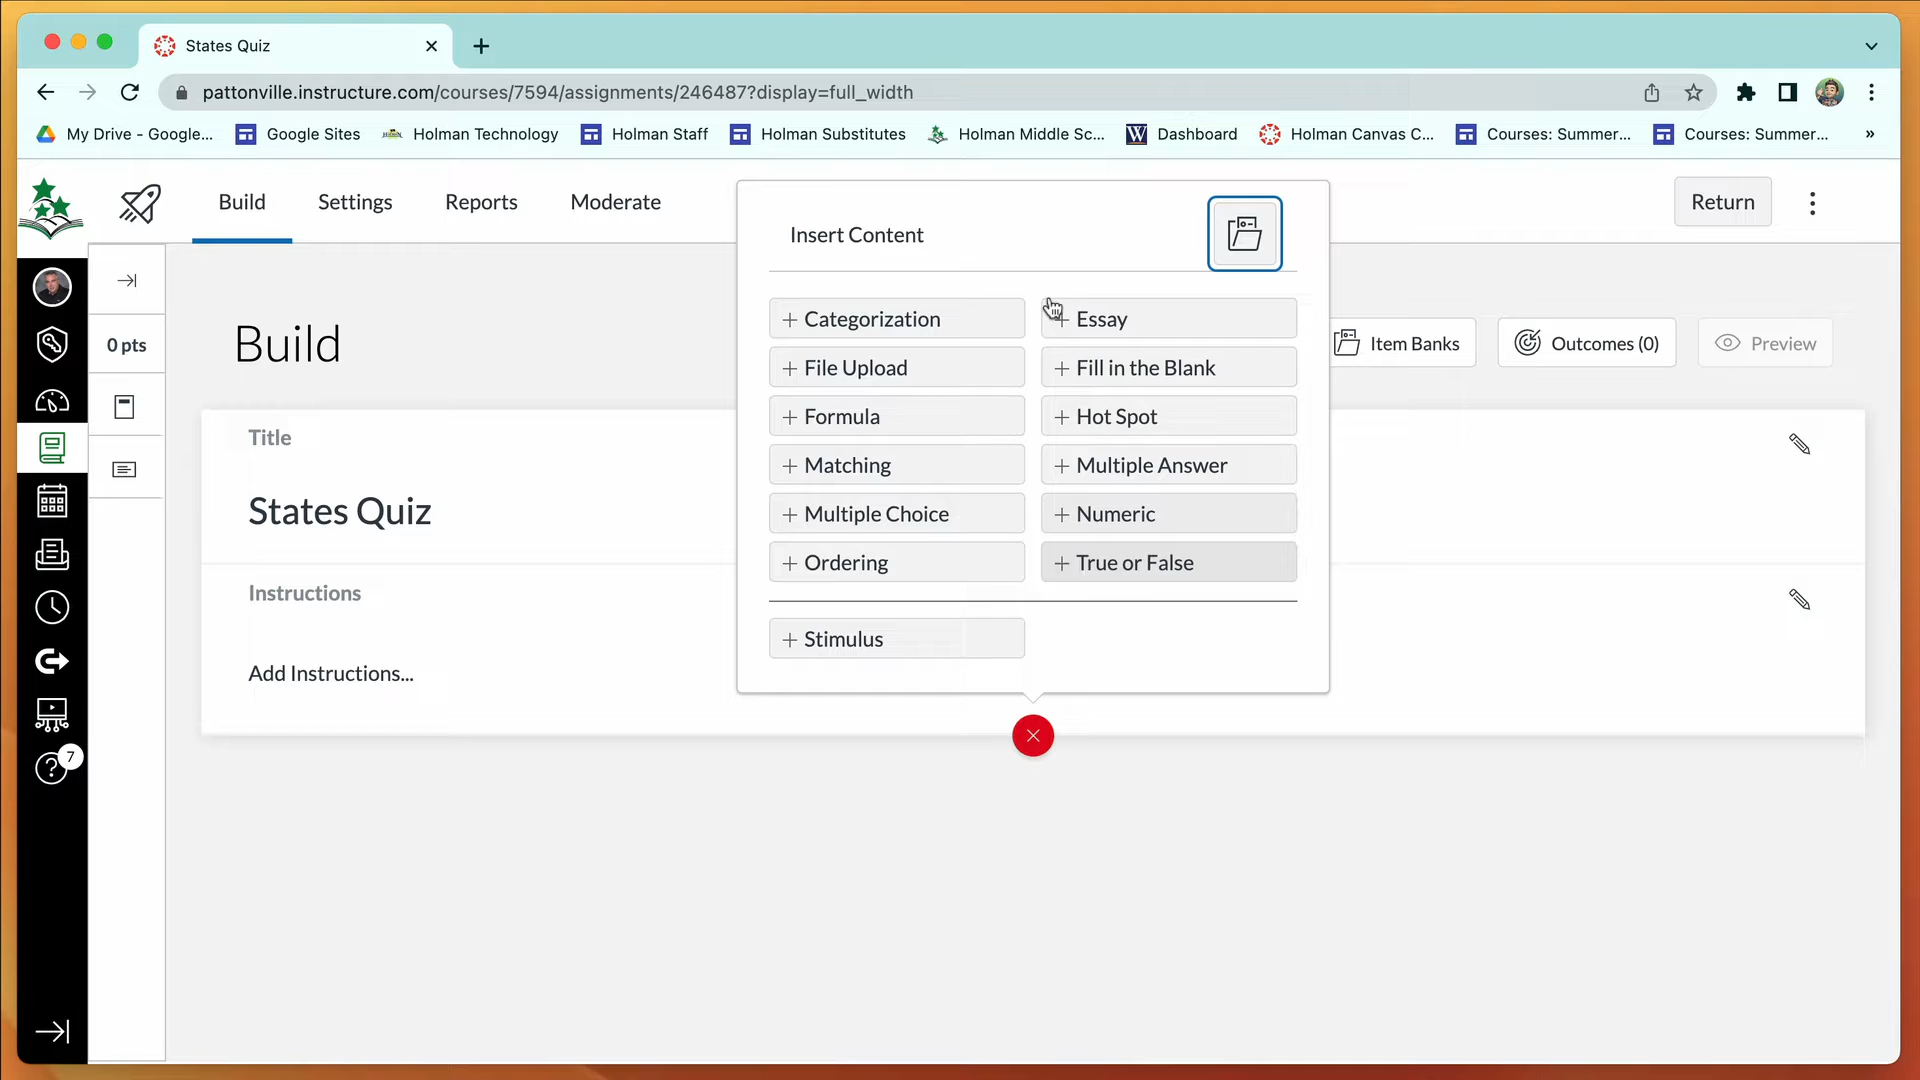 States Quiz
pattonville.instructure.com/courses/7594/assignments/246487?display=full_width
My Drive - Google...
Google Sites
Holman Technology
Holman Staff
Holman Substitutes
Holman Middle Sc...
W
Dashboard
Holman Canvas C...
Courses: Summer...
Courses: Summer...
»
Build
Settings
Reports
Moderate
Return
Insert Content
+ Categorization
+ Essay
+ File Upload
+ Fill in the Blank
+ Formula
+ Hot Spot
+ Matching
+ Multiple Answer
+ Multiple Choice
+ Numeric
+ Ordering
+ True or False
+ Stimulus
0 pts
Build
Item Banks
Outcomes (0)
Preview
Title
States Quiz
Instructions
Add Instructions...
7